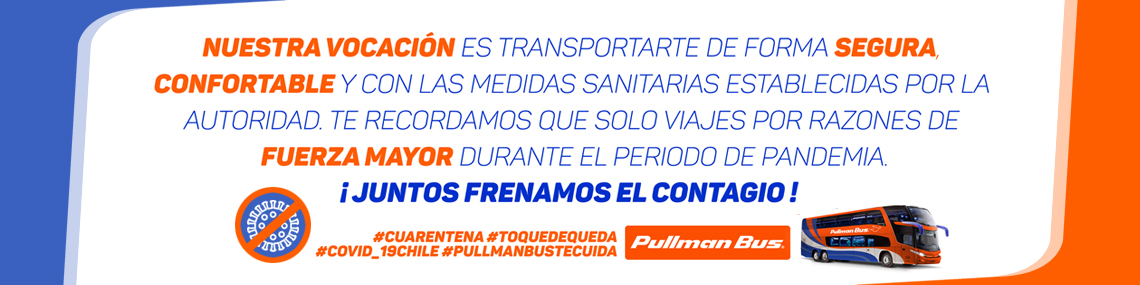 NUESTRA VOCACIÓN ES TRANSPORTARTE DE FORMA SEGURA,
CONFORTABLE Y CON LAS MEDIDAS SANITARIAS ESTABLECIDAS POR LA
AUTORIDAD. TE RECORDAMOS QUE SOLO VIAJES POR RAZONES DE
FUERZA MAYOR DURANTE EL PERIODO DE PANDEMIA.
¡ JUNTOS FRENAMOS EL CONTAGIO !
#CUARENTENA #TOQUEDEQUEDA
#COVID_19CHILE #PULLMANBUSTECUIDA
Pullman Bus®
Pullman Bus